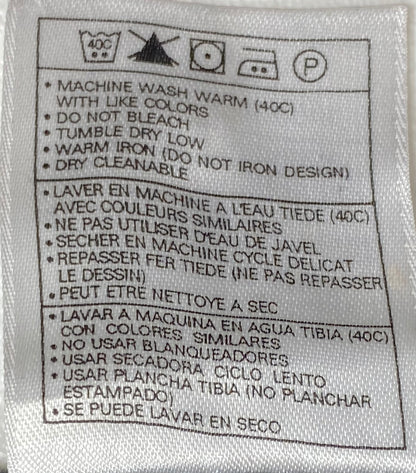 40C P
• MACHINE WASH WARM (40C)
WITH LIKE COLORS
• DO NOT BLEACH
• TUMBLE DRY LOW
• WARM IRON (DO NOT IRON DESIGN)
• DRY CLEANABLE
• LAVER EN MACHINE A L'EAU TIEDE (40C)
AVEC COULEURS SIMILAIRES
• NE PAS UTILISER D'EAU DE JAVEL
• SECHER EN MACHINE CYCLE DELICAT
• REPASSER FER TIEDE (NE PAS REPASSER
LE DESSIN)
• PEUT ETRE NETTOYE A SEC
• LAVAR A MAQUINA EN AGUA TIBIA (40C)
CON COLORES SIMILARES
• NO USAR BLANQUEADORES
• USAR SECADORA CICLO LENTO
• USAR PLANCHA TIBIA (NO PLANCHAR
ESTAMPADO)
• SE PUEDE LAVAR EN SECO